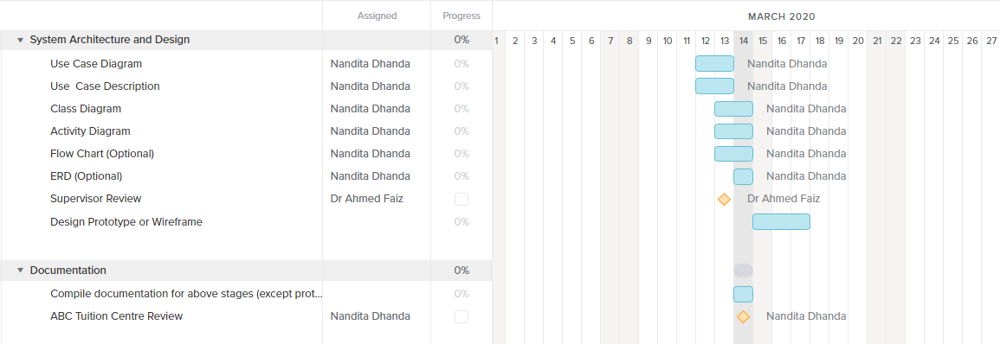 Assigned Progress MARCH 2020
System Architecture and Design 0% 1 2 3 4 5 6 7 8 9 10 11 12 13 14 15 16 17 18 19 20 21 22 23 24 25 26 27
Use Case Diagram Nandita Dhanda 0% Nandita Dhanda
Use  Case Description Nandita Dhanda 0% Nandita Dhanda
Class Diagram Nandita Dhanda 0% Nandita Dhanda
Activity Diagram Nandita Dhanda 0% Nandita Dhanda
Flow Chart (Optional) Nandita Dhanda 0% Nandita Dhanda
ERD (Optional) Nandita Dhanda 0% Nandita Dhanda
Supervisor Review Dr Ahmed Faiz Dr Ahmed Faiz
Design Prototype or Wireframe 0%
Documentation 0%
Compile documentation for above stages (except prot... 0%
ABC Tuition Centre Review Nandita Dhanda Nandita Dhanda